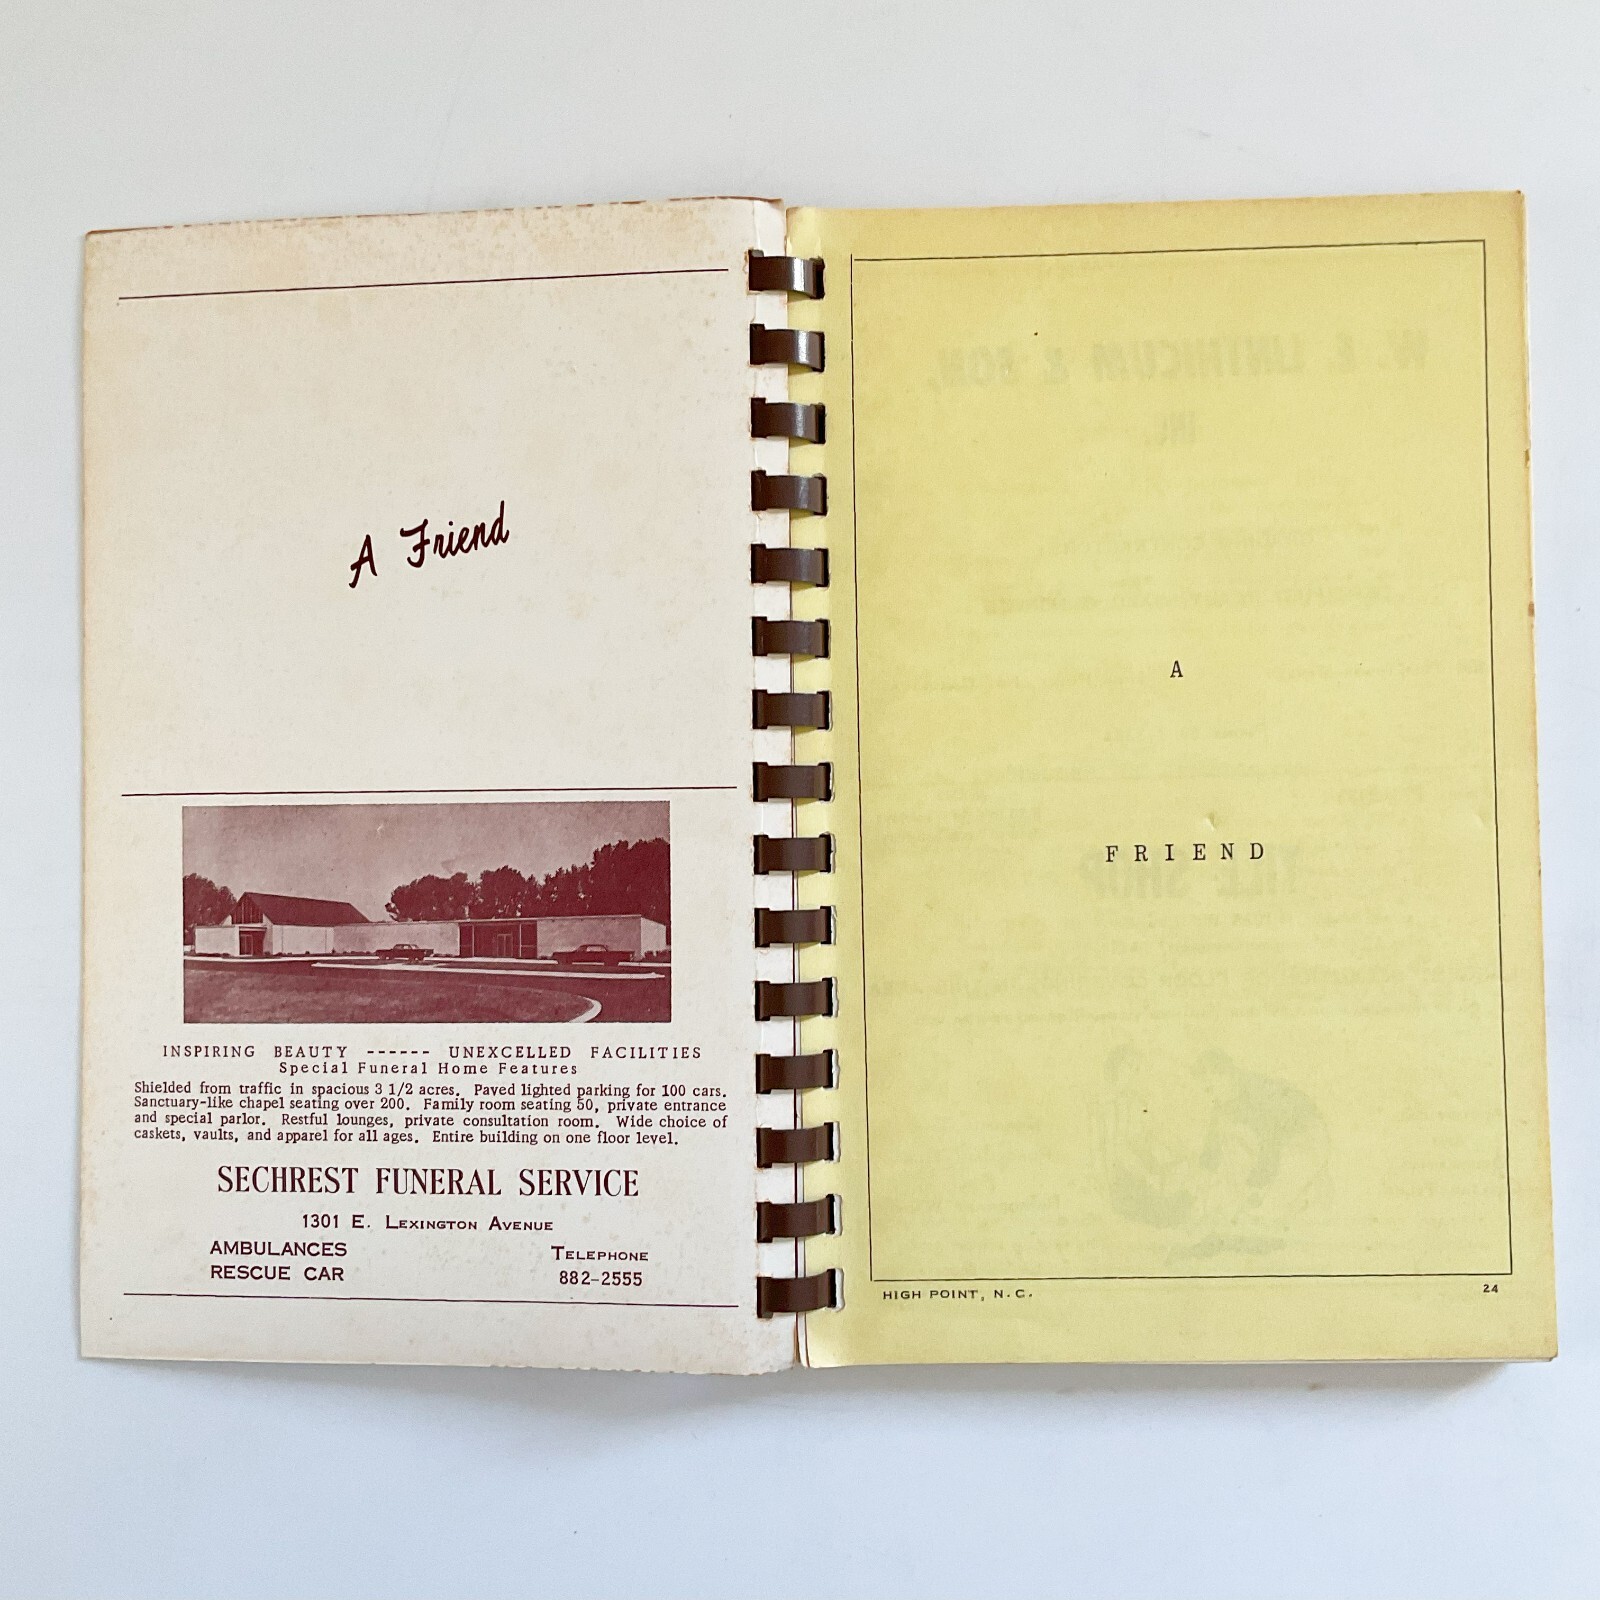 A Friend
INSPIRING BEAUTY ------ UNEXCELLED FACILITIES
Special Funeral Home Features
Shielded from traffic in spacious 3 1/2 acres. Paved lighted parking for 100 cars.
Sanctuary-like chapel seating over 200. Family room seating 50, private entrance
and special parlor. Restful lounges, private consultation room. Wide choice of
caskets, vaults, and apparel for all ages. Entire building on one floor level.
SECHREST FUNERAL SERVICE
1301 E. LEXINGTON AVENUE
AMBULANCES
RESCUE CAR
TELEPHONE
882-2555
A
FRIEND
HIGH POINT, N. C.
24